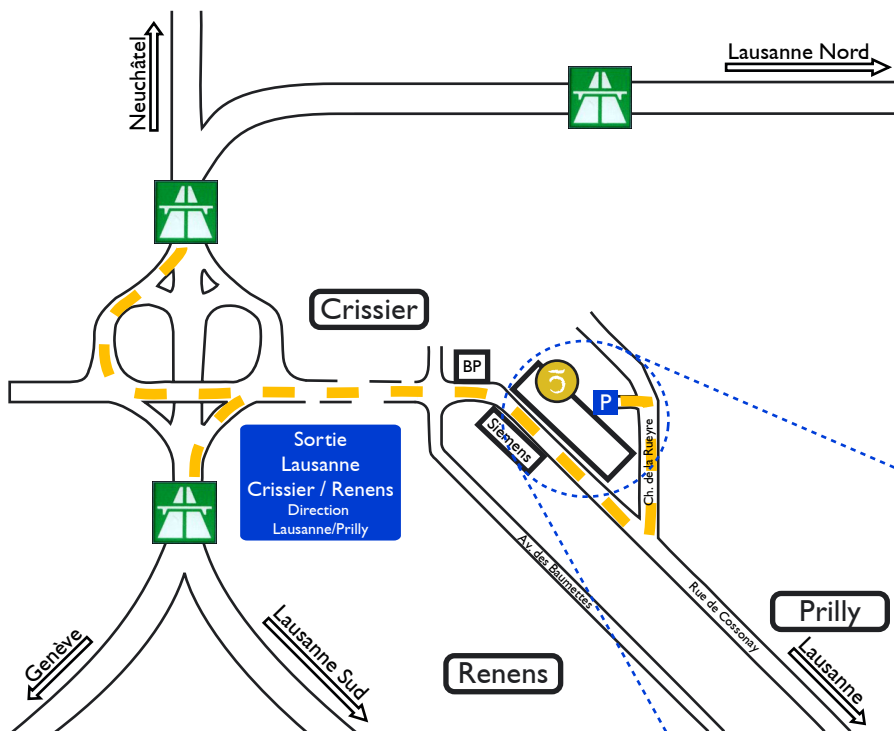 Neuchâtel
Lausanne Nord
Crissier
BP
P
Siemens
Sortie
Lausanne
Crissier / Renens
Direction
Lausanne/Prilly
Ch. de la Rueyre
Av. des Baumettes
Rue de Cossonay
Prilly
Genève
Lausanne Sud
Renens
Lausanne